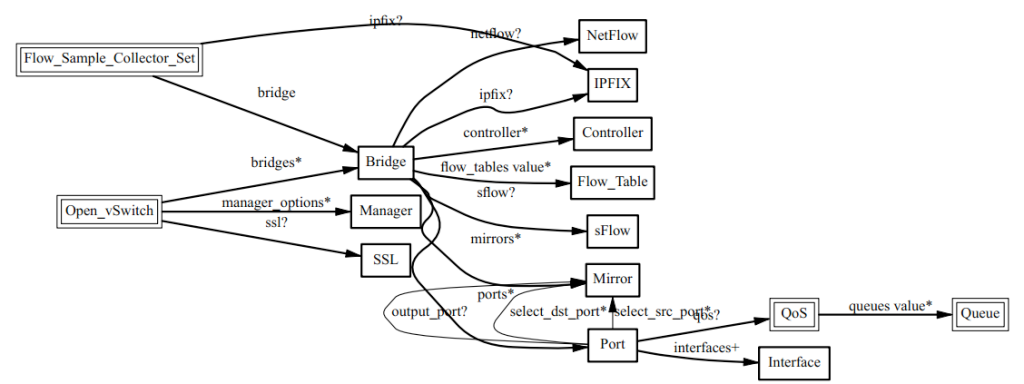 ipfix?
netflow?
NetFlow
Flow_Sample_Collector_Set
IPFIX
bridge
ipfix?
controller*
Controller
bridges*
Bridge
flow_tables value*
Flow_Table
sflow?
Open_vSwitch
manager_options*
Manager
ssl?
mirrors*
sFlow
SSL
Mirror
ports*
output_port?
select_dst_port*
select_src_port*
qos?
QoS
queues value*
Queue
Port
interfaces+
Interface